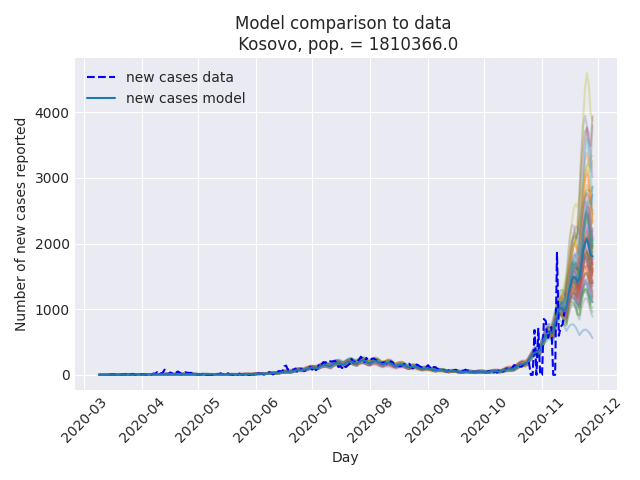 Model comparison to data
Kosovo, pop. = 1810366.0
new cases data
new cases model
Number of new cases reported
4000
3000
2000
1000
0
2020-03
2020-04
2020-05
2020-06
2020-07
2020-08
2020-09
2020-10
2020-11
2020-12
Day